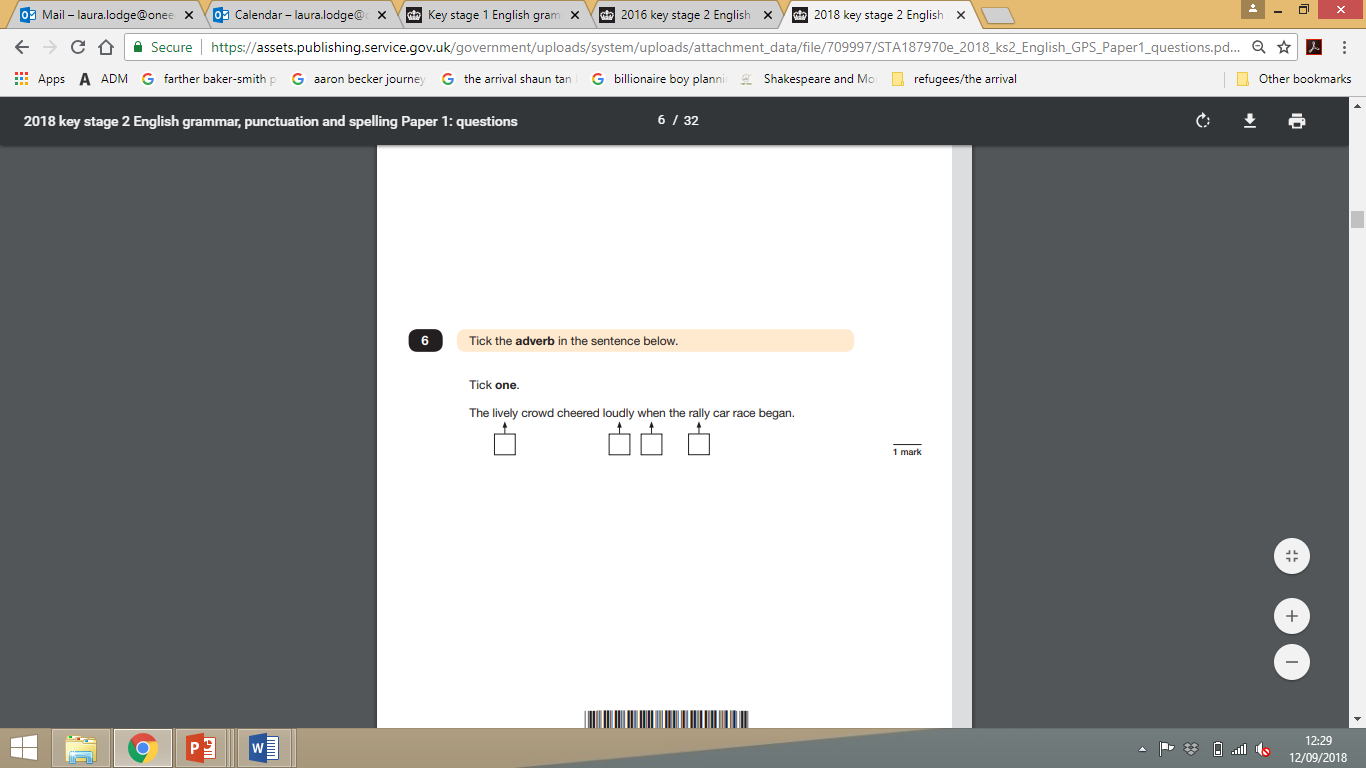 Mail – laura.lodge@onee
Calendar – laura.lodge@o
Key stage 1 English gram
2016 key stage 2 English
2018 key stage 2 English
Secure
https://assets.publishing.service.gov.uk/government/uploads/system/uploads/attachment_data/file/709997/STA187970e_2018_ks2_English_GPS_Paper1_questions.pd...
Apps
ADM
farther baker-smith p
aaron becker journey
the arrival shaun tan
billionaire boy planni
Shakespeare and Mo
refugees/the arrival
Other bookmarks
2018 key stage 2 English grammar, punctuation and spelling Paper 1: questions
6 / 32
6
Tick the adverb in the sentence below.
Tick one.
The lively crowd cheered loudly when the rally car race began.
1 mark
12:29
12/09/2018